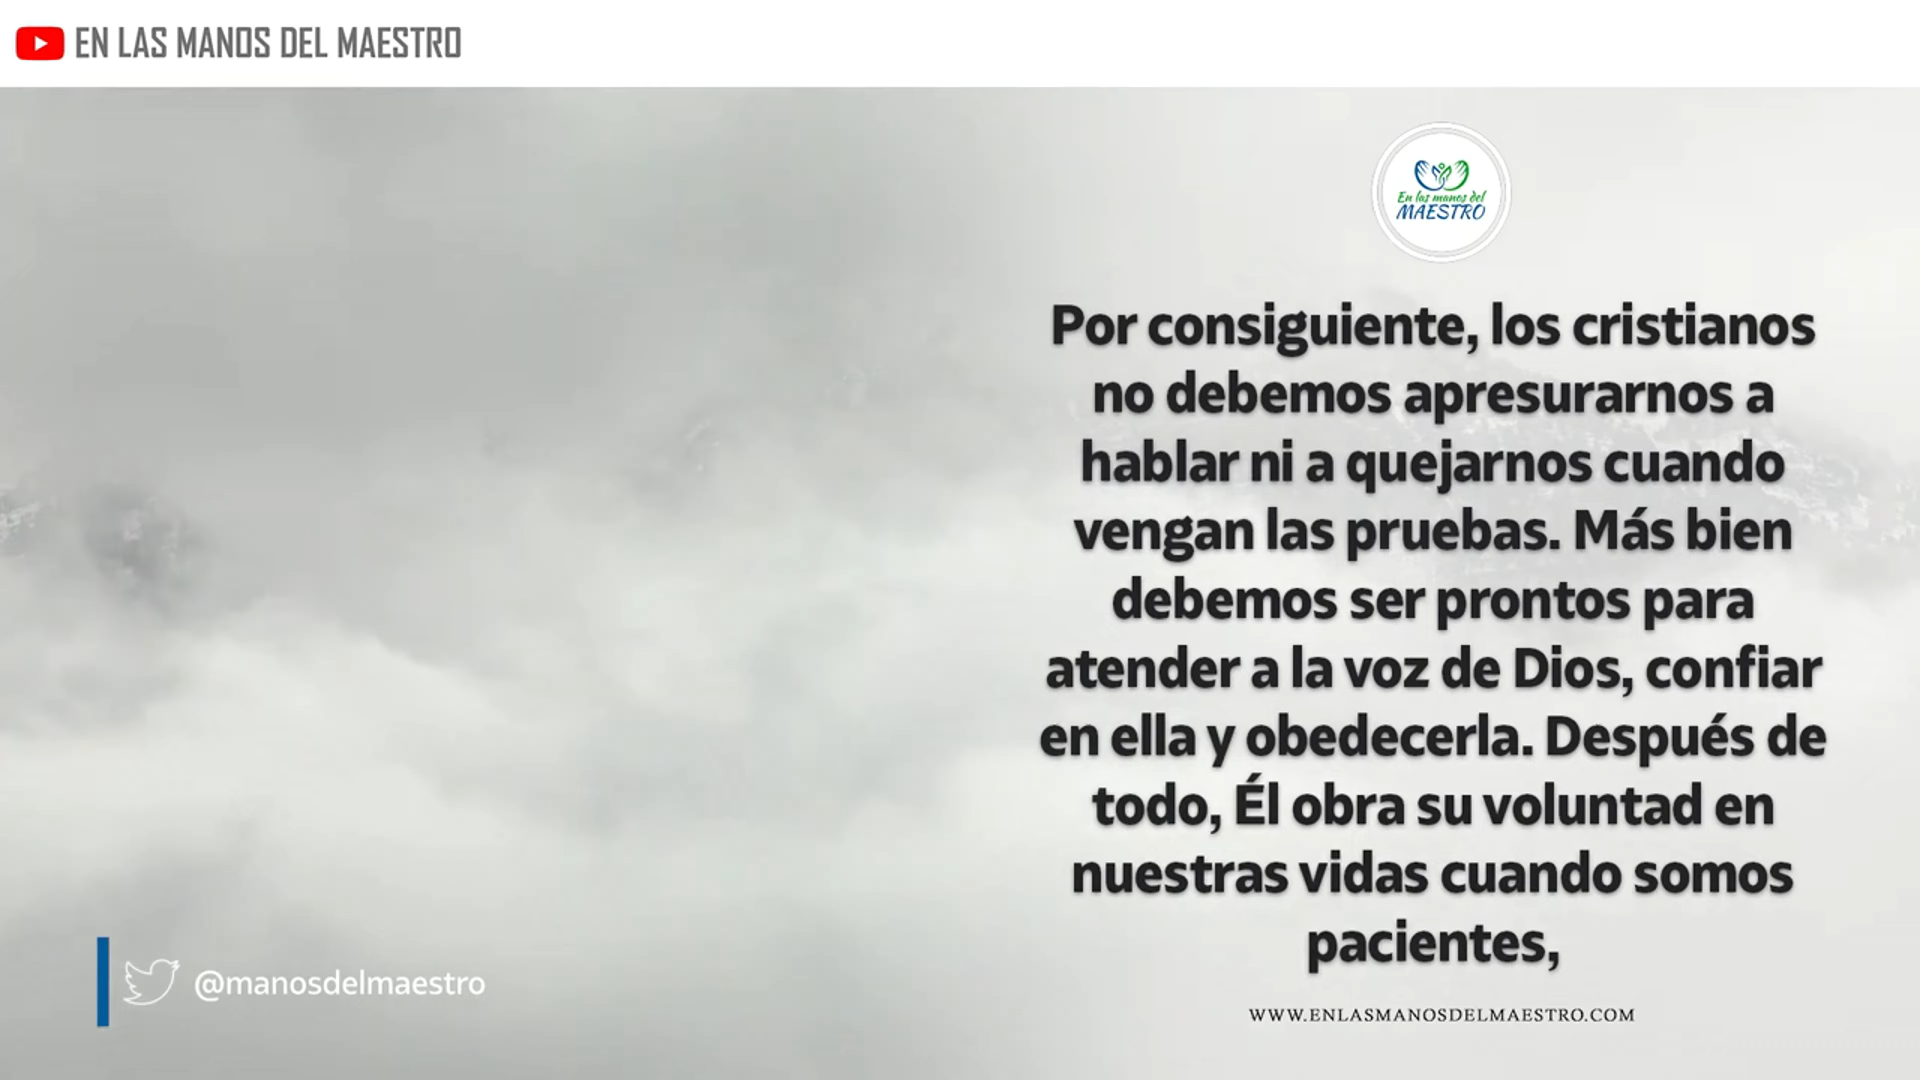 EN LAS MANOS DEL MAESTRO
En las manos del
MAESTRO
Por consiguiente, los cristianos
no debemos apresurarnos a
hablar ni a quejarnos cuando
vengan las pruebas. Más bien
debemos ser prontos para
atender a la voz de Dios, confiar
en ella y obedecerla. Después de
todo, Él obra su voluntad en
nuestras vidas cuando somos
pacientes,
@manosdelmaestro
WWW.ENLASMANOSDELMAESTRO.COM